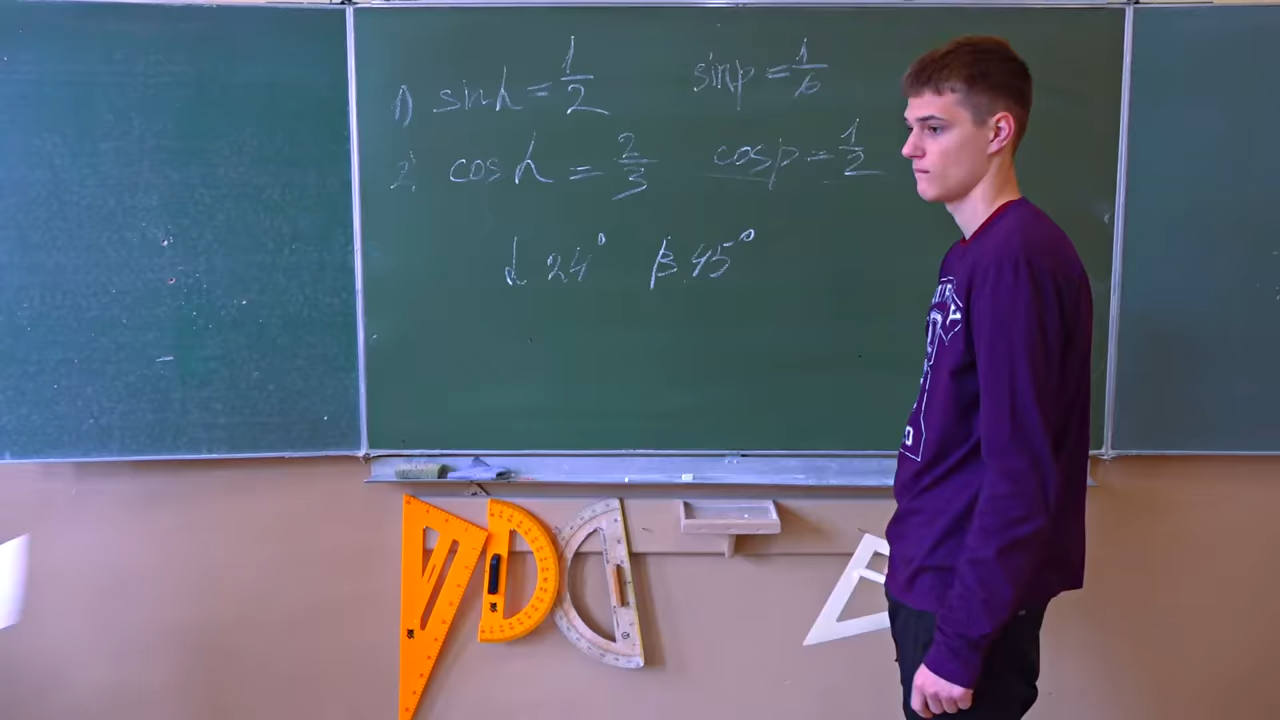 1) sin α = 1/2 sin β = 1/6
2) cos α = 2/3 cos β = 1/2
α 24° β 45°